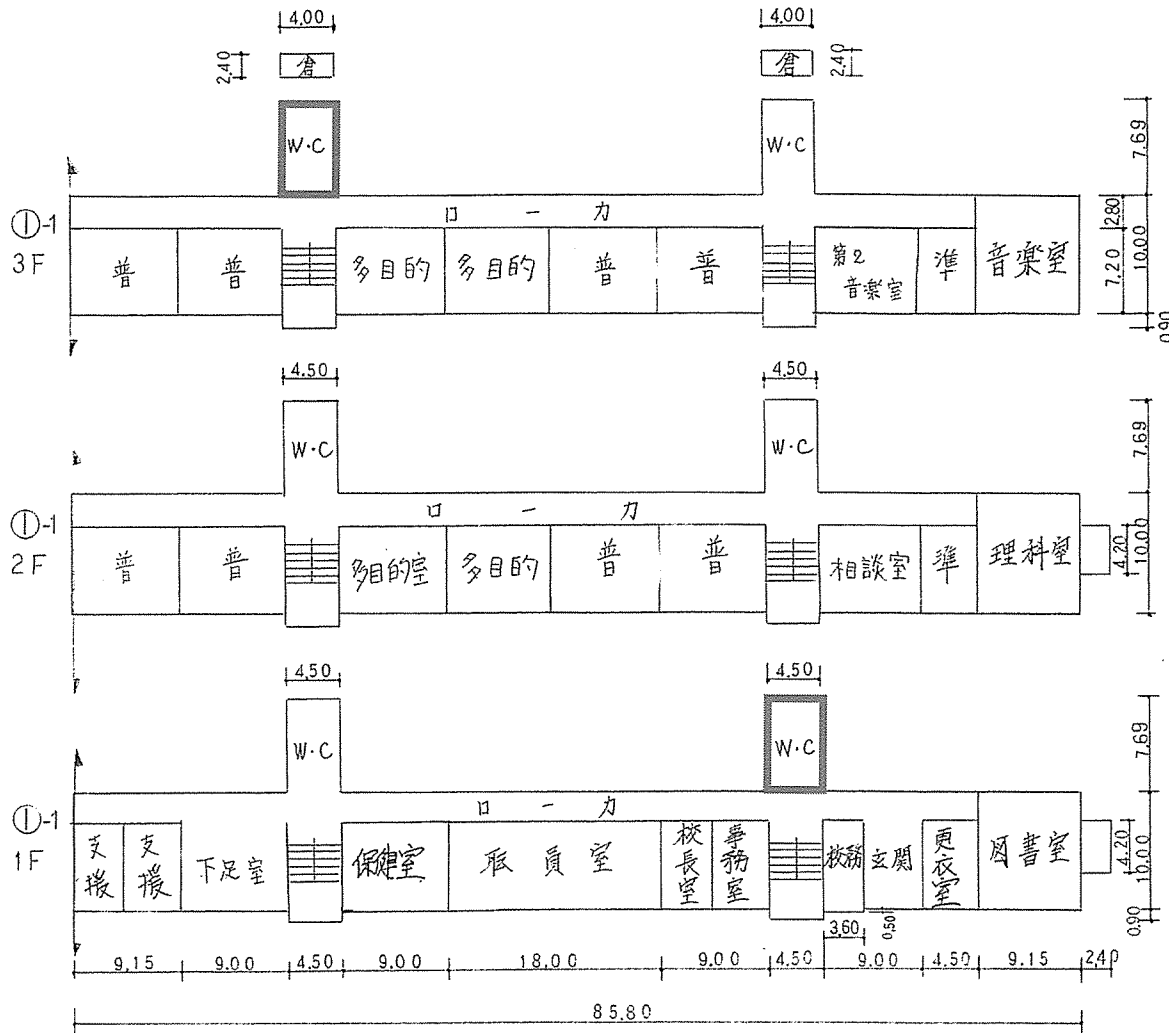 4.00 4.00
2.40 倉 倉 2.40
W·C W·C 7.69
ローカ
①-1
3F
普 普 多目的 多目的 普 普 第2音楽室 準 音楽室
2.80 7.20 10.00 0.90
4.50 4.50
W·C W·C 7.69
ローカ
①-1
2F
普 普 多目的室 多目的 普 普 相談室 準 理科室
4.20 10.00
4.50 4.50
W·C W·C 7.69
ローカ
①-1
1F
支援 支援 下足室 保健室 职員室 校長室 事務室 校務 玄関 更衣室 図書室
4.20 10.00 0.90
3.60 0.50
9.15 9.00 4.50 9.00 18.00 9.00 4.50 9.00 4.50 9.15 2.40
85.80